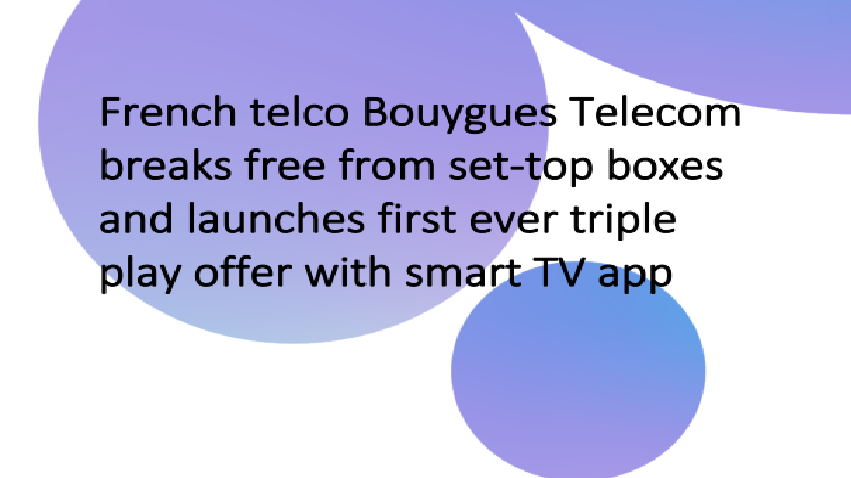 French telco Bouygues Telecom
breaks free from set-top boxes
and launches first ever triple
play offer with smart TV app